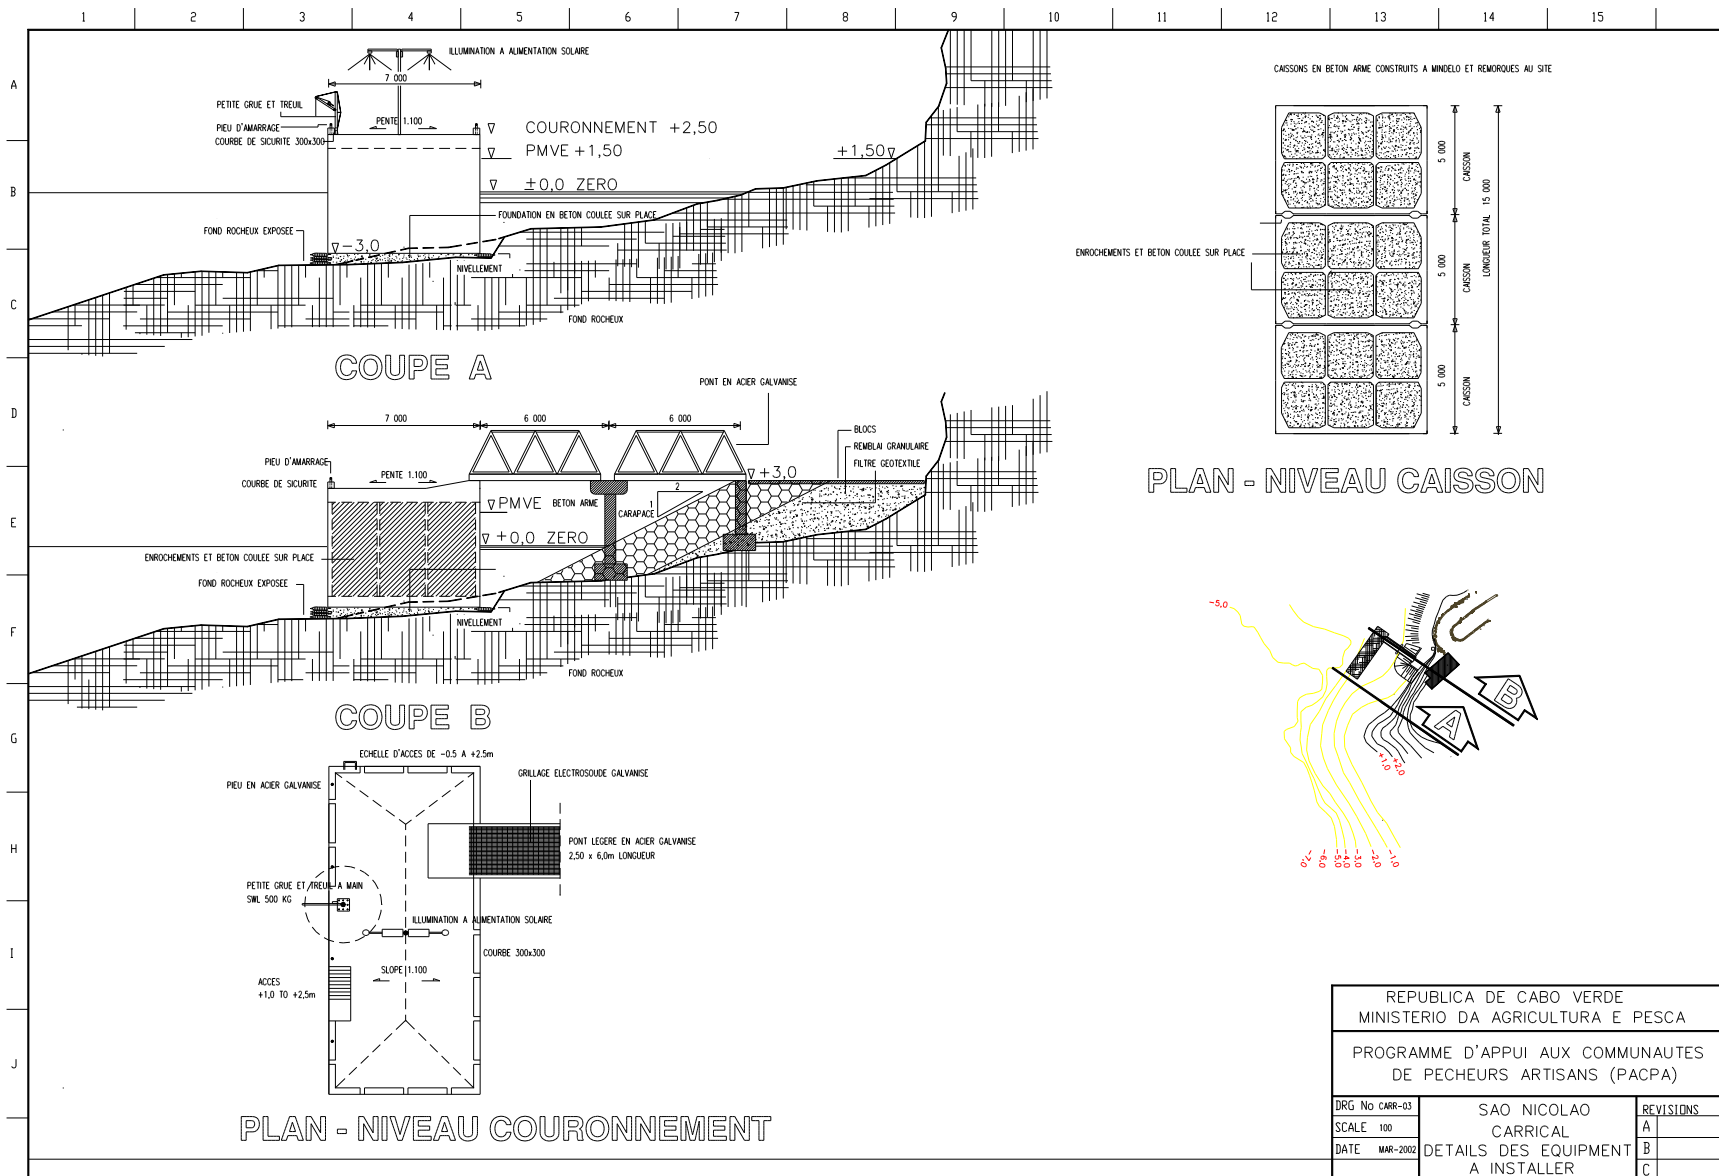 1 2 3 4 5 6 7 8 9 10 11 12 13 14 15
A
B
C
D
E
F
G
H
I
J
ILLUMINATION A ALIMENTATION SOLAIRE
7 000
PETITE GRUE ET TREUIL
PIEU D'AMARRAGE
COURBE DE SICURITE 300x300
PENTE 1.100
COURONNEMENT +2,50
PMVE +1,50
+1,50
±0,0 ZERO
FOUNDATION EN BETON COULEE SUR PLACE
FOND ROCHEUX EXPOSEE
-3,0
NIVELLEMENT
FOND ROCHEUX
COUPE A
PONT EN ACIER GALVANISE
7 000
6 000
6 000
BLOCS
REMBLAI GRANULAIRE
FILTRE GEOTEXTILE
PIEU D'AMARRAGE
COURBE DE SICURITE
PENTE 1.100
+3,0
PMVE
BETON ARME
CARAPACE
1
2
+0,0 ZERO
ENROCHEMENTS ET BETON COULEE SUR PLACE
FOND ROCHEUX EXPOSEE
NIVELLEMENT
FOND ROCHEUX
COUPE B
ECHELLE D'ACCES DE -0.5 A +2.5m
PIEU EN ACIER GALVANISE
GRILLAGE ELECTROSOUDE GALVANISE
PONT LEGERE EN ACIER GALVANISE
2,50 x 6,0m LONGUEUR
PETITE GRUE ET TREUIL A MAIN
SWL 500 KG
ILLUMINATION A ALIMENTATION SOLAIRE
COURBE 300x300
SLOPE 1.100
ACCES
+1,0 TO +2,5m
PLAN - NIVEAU COURONNEMENT
CAISSONS EN BETON ARME CONSTRUITS A MINDELO ET REMORQUES AU SITE
5 000
CAISSON
5 000
CAISSON
5 000
CAISSON
LONGUEUR TOTAL 15 000
ENROCHEMENTS ET BETON COULEE SUR PLACE
PLAN - NIVEAU CAISSON
-5,0
B
A
+1,0
+2,0
-7,0
-6,0
-5,0
-4,0
-3,0
-2,0
-1,0
REPUBLICA DE CABO VERDE
MINISTERIO DA AGRICULTURA E PESCA
PROGRAMME D'APPUI AUX COMMUNAUTES
DE PECHEURS ARTISANS (PACPA)
DRG No CARR-03
SCALE 100
DATE MAR-2002
SAO NICOLAO
CARRICAL
DETAILS DES EQUIPMENT
A INSTALLER
REVISIONS
A
B
C